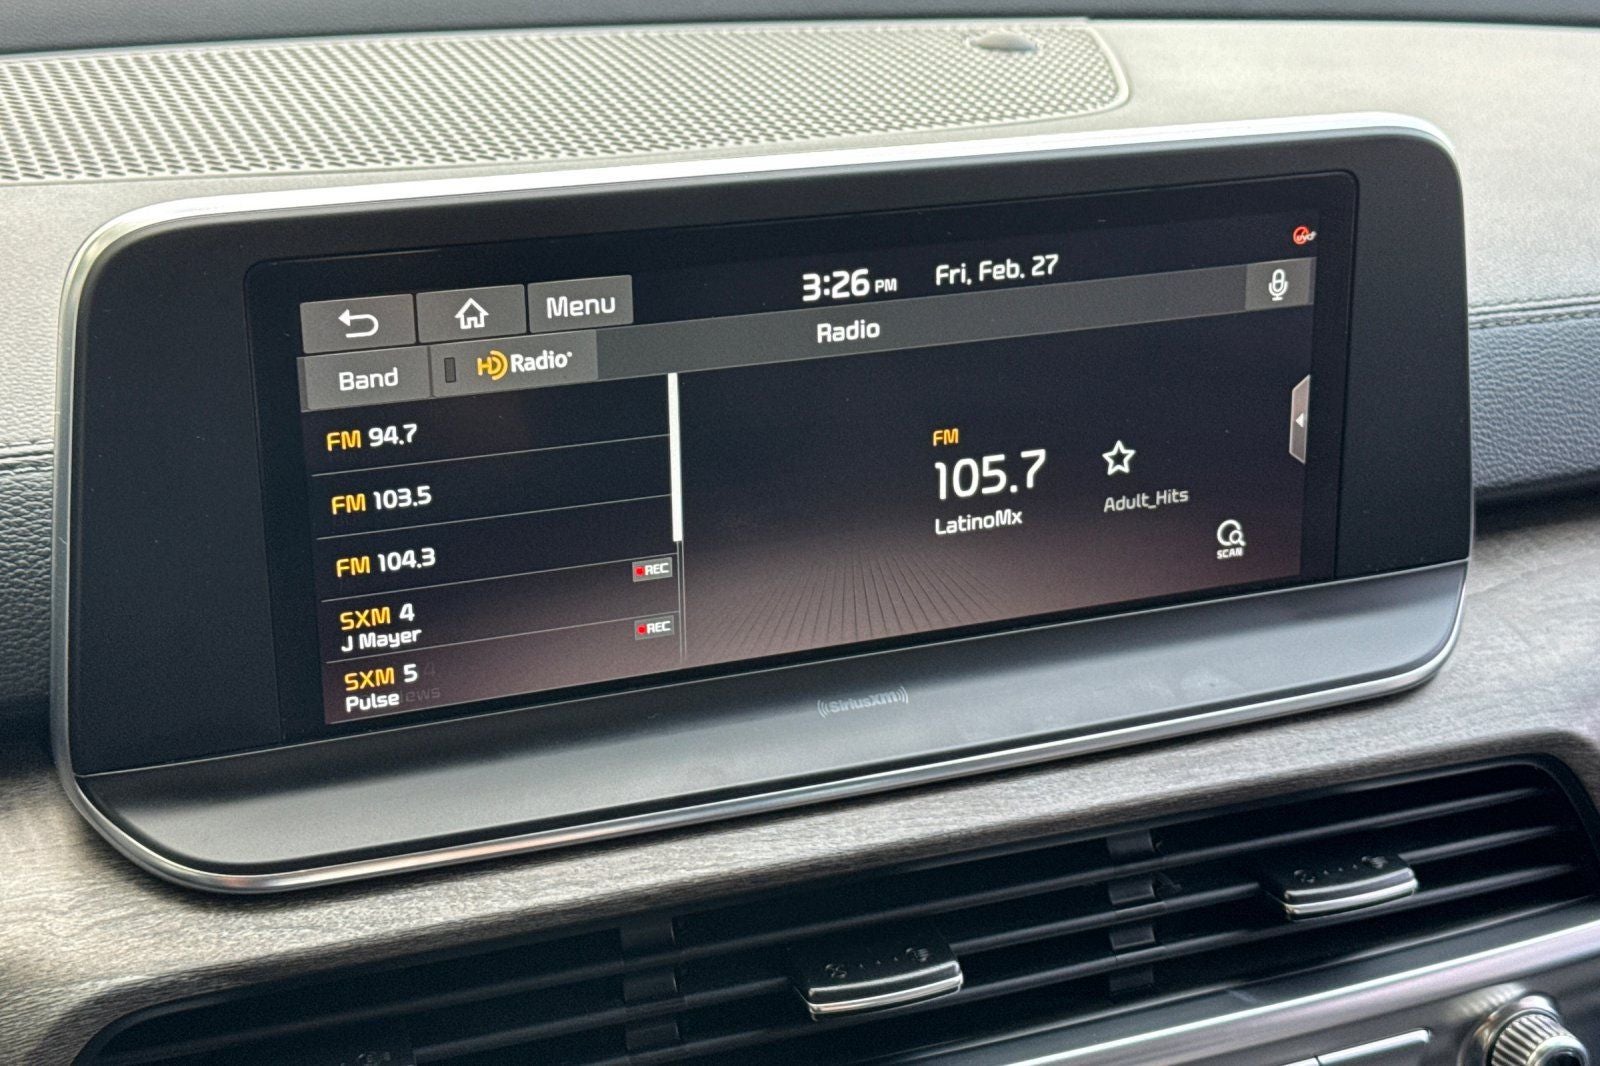 3:26 PM Fri, Feb. 27
Menu
Radio
Band
HD Radio
FM 94.7
FM 103.5
FM 104.3
REC
SXM 4
J Mayer
REC
SXM 5
Pulse
FM
105.7
LatinoMx
Adult_Hits
SCAN
SiriusXM